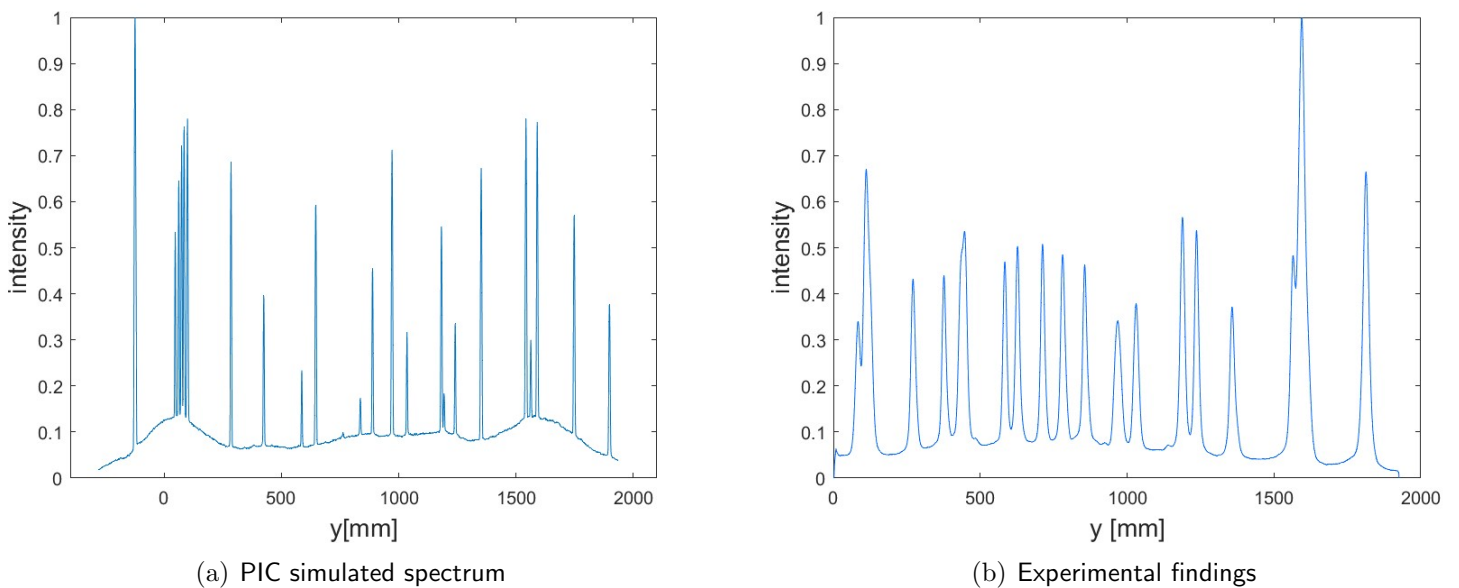 1
0.9
0.8
0.7
0.6
0.5
0.4
0.3
0.2
0.1
0
intensity
0 500 1000 1500 2000
y[mm]
(a) PIC simulated spectrum
1
0.9
0.8
0.7
0.6
0.5
0.4
0.3
0.2
0.1
0
intensity
0 500 1000 1500 2000
y [mm]
(b) Experimental findings